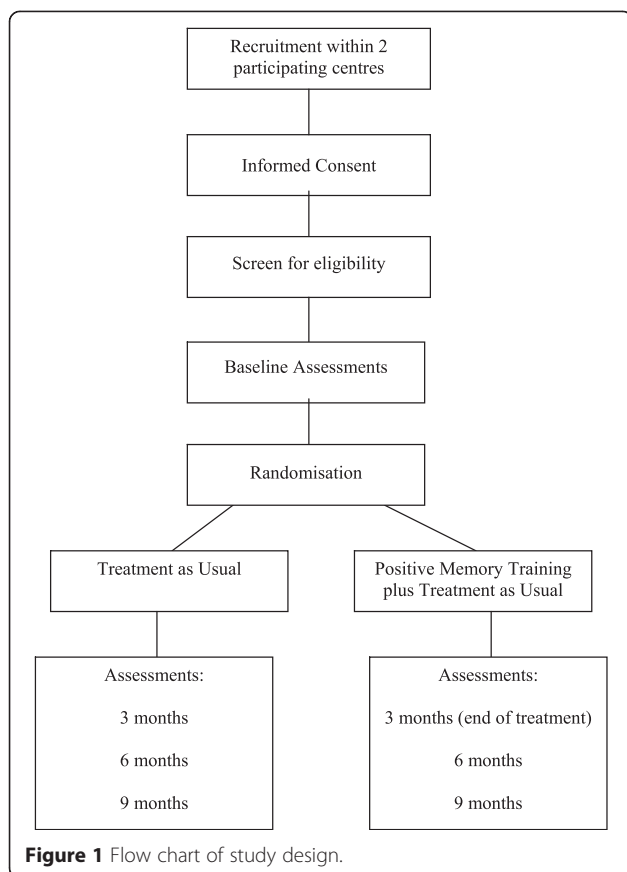 Recruitment within 2
participating centres
Informed Consent
Screen for eligibility
Baseline Assessments
Randomisation
Treatment as Usual
Positive Memory Training
plus Treatment as Usual
Assessments:
3 months
6 months
9 months
Assessments:
3 months (end of treatment)
6 months
9 months
Figure 1 Flow chart of study design.